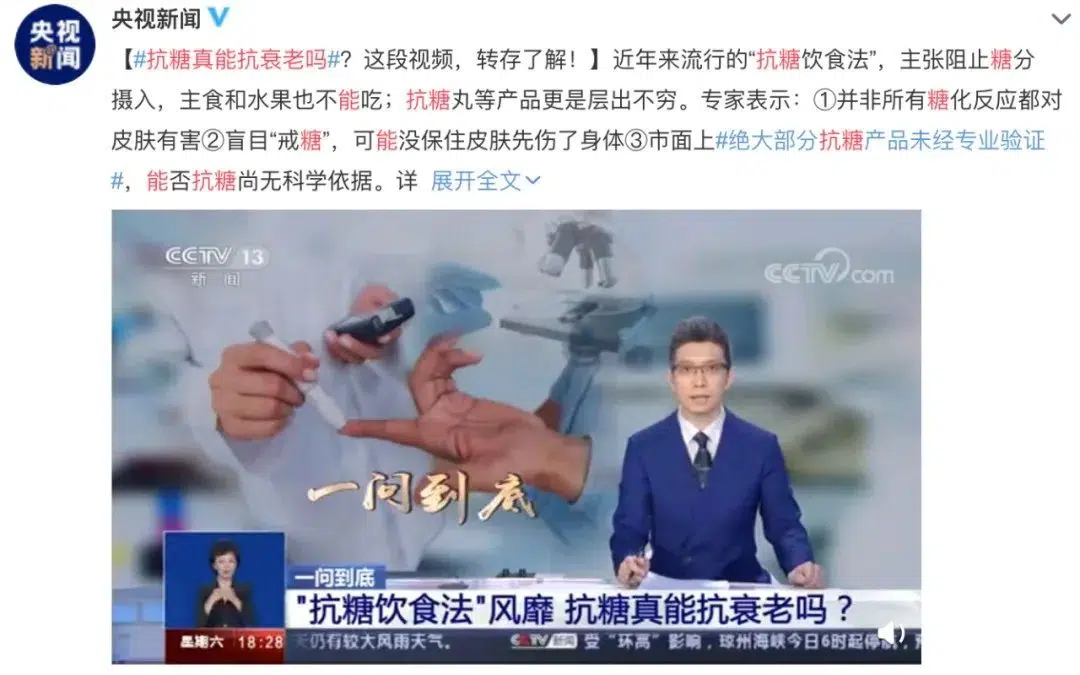 央视新闻
央视新闻
【#抗糖真能抗衰老吗#？这段视频，转存了解！】近年来流行的“抗糖饮食法”，主张阻止糖分
摄入，主食和水果也不能吃；抗糖丸等产品更是层出不穷。专家表示：①并非所有糖化反应都对
皮肤有害②盲目“戒糖”，可能没保住皮肤先伤了身体③市面上#绝大部分抗糖产品未经专业验证
#，能否抗糖尚无科学依据。详 展开全文
CCTV 13
新闻
CCTV.com
一问到底
一问到底
"抗糖饮食法"风靡 抗糖真能抗衰老吗？
星期六 18:28
仍有较大风雨天气。 CCTV新闻 受“环高”影响，琼州海峡今日6时起停航，